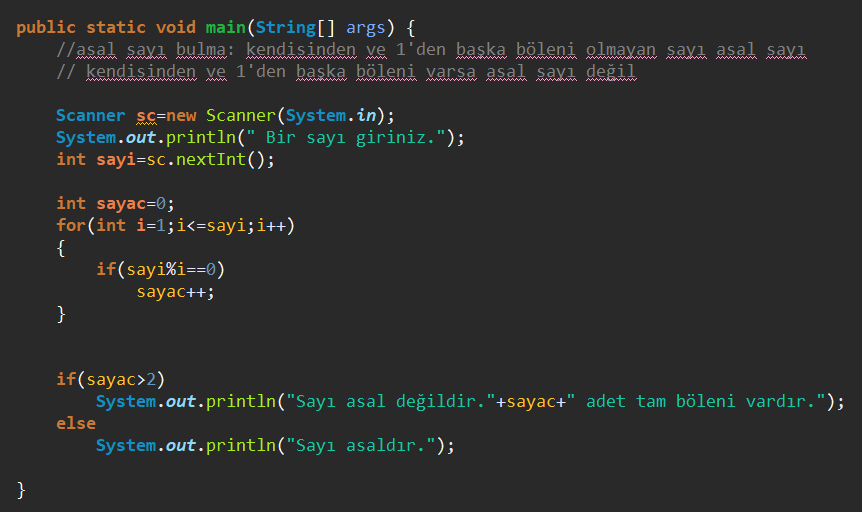 public static void main(String[] args) {
//asal sayı bulma: kendisinden ve 1'den başka böleni olmayan sayı asal sayı
// kendisinden ve 1'den başka böleni varsa asal sayı değil
Scanner sc=new Scanner(System.in);
System.out.println(" Bir sayı giriniz.");
int sayi=sc.nextInt();
int sayac=0;
for(int i=1;i<=sayi;i++)
{
if(sayi%i==0)
sayac++;
}
if(sayac>2)
System.out.println("Sayı asal değildir."+sayac+" adet tam böleni vardır.");
else
System.out.println("Sayı asaldır.");
}